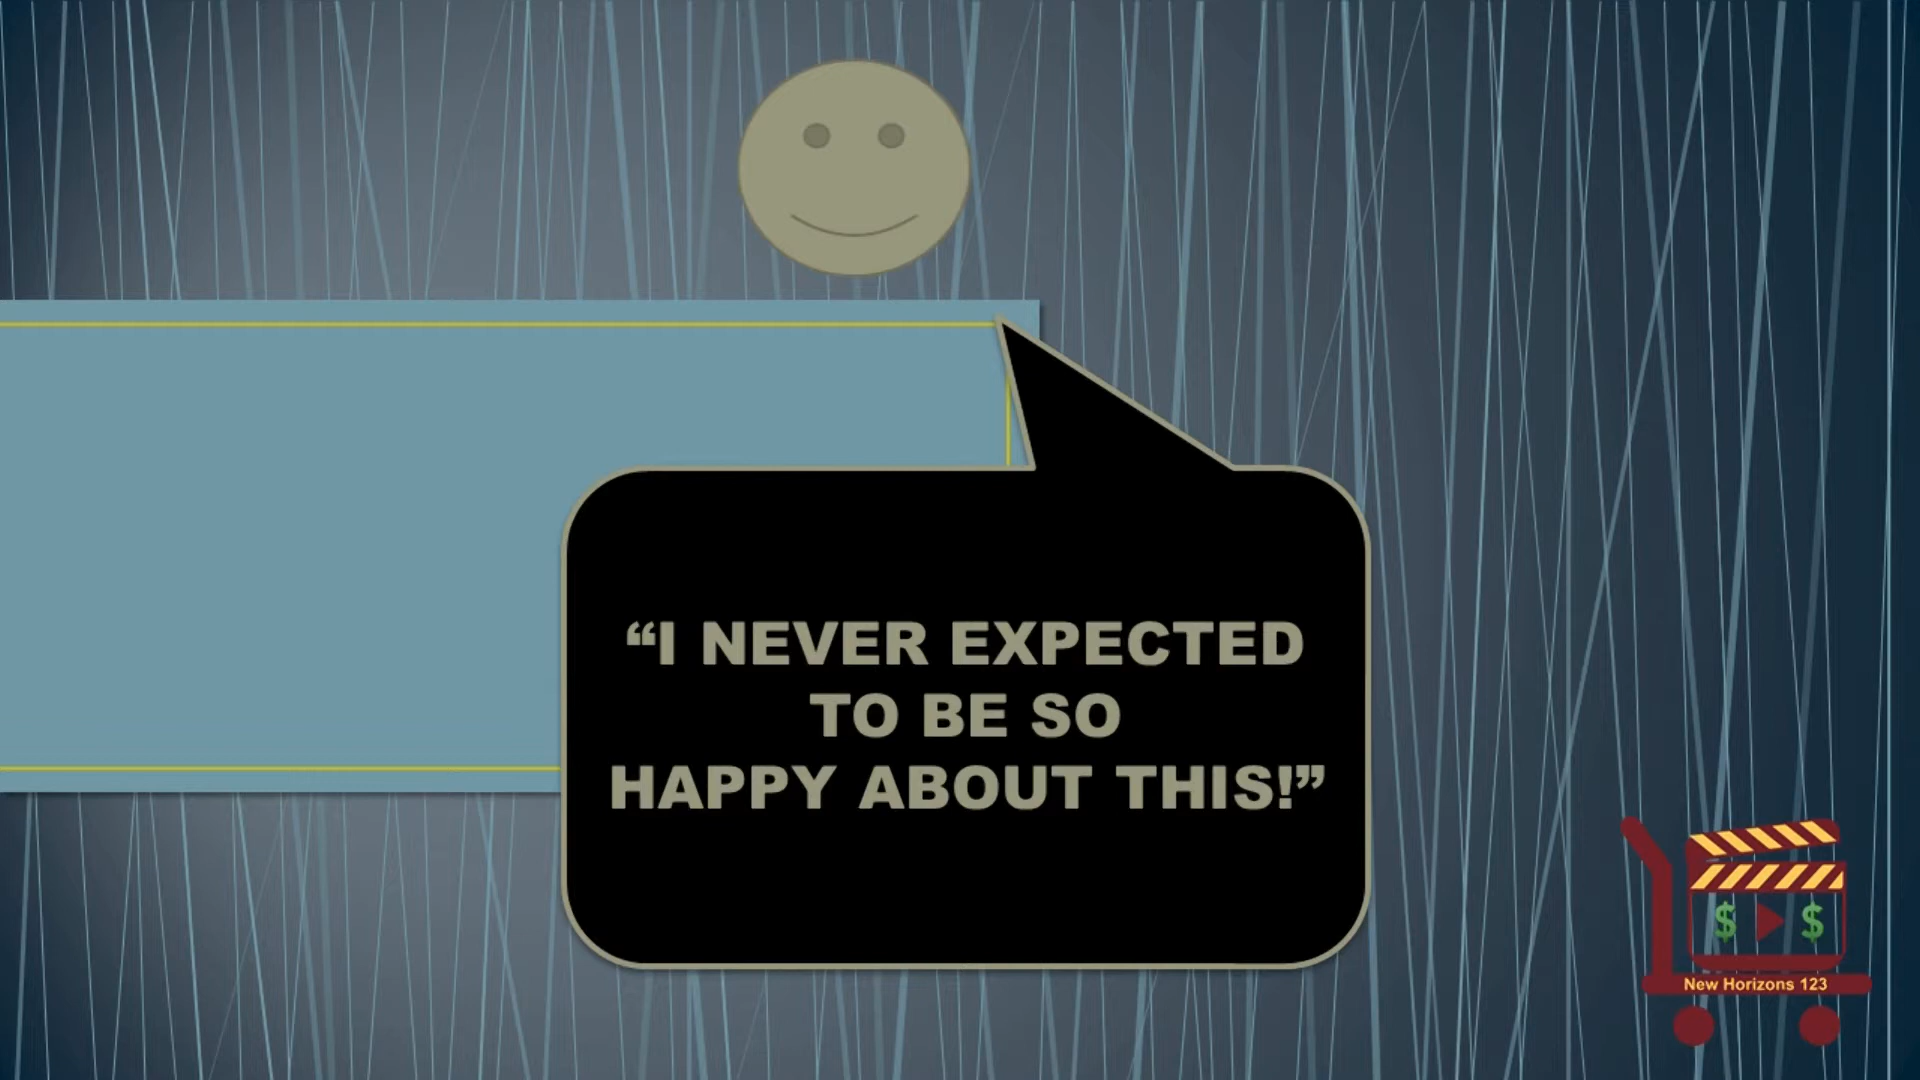 “I NEVER EXPECTED
TO BE SO
HAPPY ABOUT THIS!”
$ $
New Horizons 123